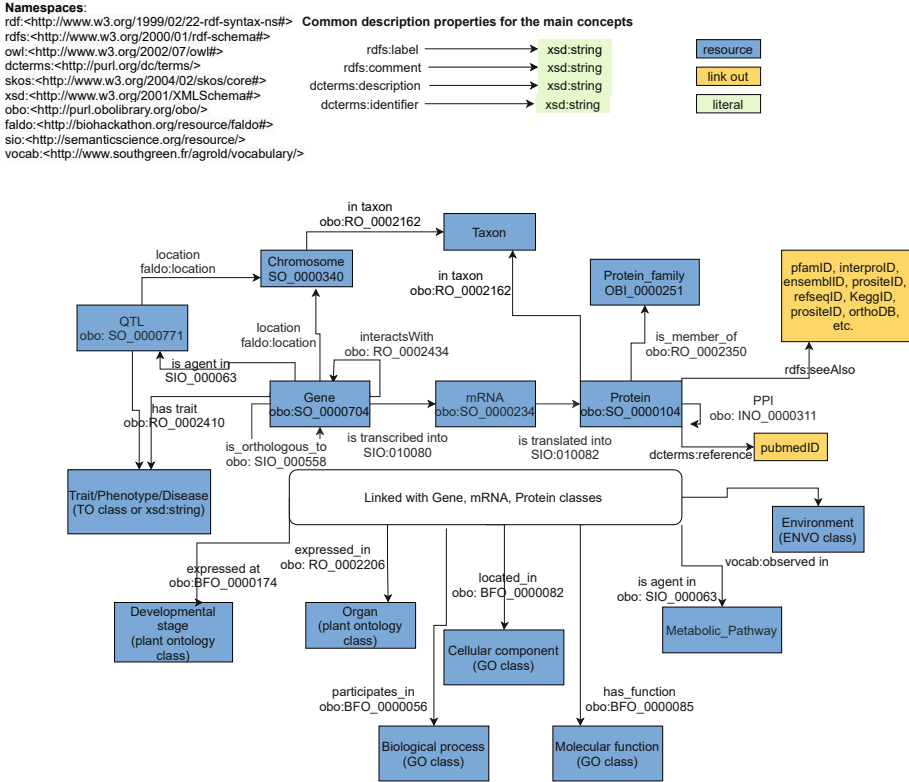 Namespaces:
rdf:<http://www.w3.org/1999/02/22-rdf-syntax-ns#>
rdfs:<http://www.w3.org/2000/01/rdf-schema#>
owl:<http://www.w3.org/2002/07/owl#>
dcterms:<http://purl.org/dc/terms/>
skos:<http://www.w3.org/2004/02/skos/core#>
xsd:<http://www.w3.org/2001/XMLSchema#>
obo:<http://purl.obolibrary.org/obo/>
faldo:<http://biohackathon.org/resource/faldo#>
sio:<http://semanticscience.org/resource/>
vocab:<http://www.southgreen.fr/agrold/vocabulary/>
Common description properties for the main concepts
rdfs:label
xsd:string
rdfs:comment
xsd:string
dcterms:description
xsd:string
dcterms:identifier
xsd:string
resource
link out
literal
in taxon
obo:RO_0002162
Taxon
location
faldo:location
Chromosome
SO_0000340
in taxon
obo:RO_0002162
Protein_family
OBI_0000251
pfamID, interproID,
ensemblID, prositeID,
refseqID, KeggID,
prositeID, orthoDB,
etc.
QTL
obo: SO_0000771
location
faldo:location
interactsWith
obo: RO_0002434
is_member_of
obo:RO_0002350
is agent in
SIO_000063
rdfs:seeAlso
Gene
obo:SO_0000704
mRNA
obo:SO_0000234
Protein
obo:SO_0000104
PPI
obo: INO_0000311
has trait
obo:RO_0002410
is_orthologous_to
obo: SIO_000558
is transcribed into
SIO:010080
is translated into
SIO:010082
dcterms:reference
pubmedID
Trait/Phenotype/Disease
(TO class or xsd:string)
Linked with Gene, mRNA, Protein classes
Environment
(ENVO class)
expressed at
obo:BFO_0000174
expressed_in
obo: RO_0002206
located_in
obo: BFO_0000082
vocab:observed in
is agent in
obo: SIO_000063
Developmental
stage
(plant ontology
class)
Organ
(plant ontology
class)
Cellular component
(GO class)
Metabolic_Pathway
participates_in
obo:BFO_0000056
has_function
obo:BFO_0000085
Biological process
(GO class)
Molecular function
(GO class)